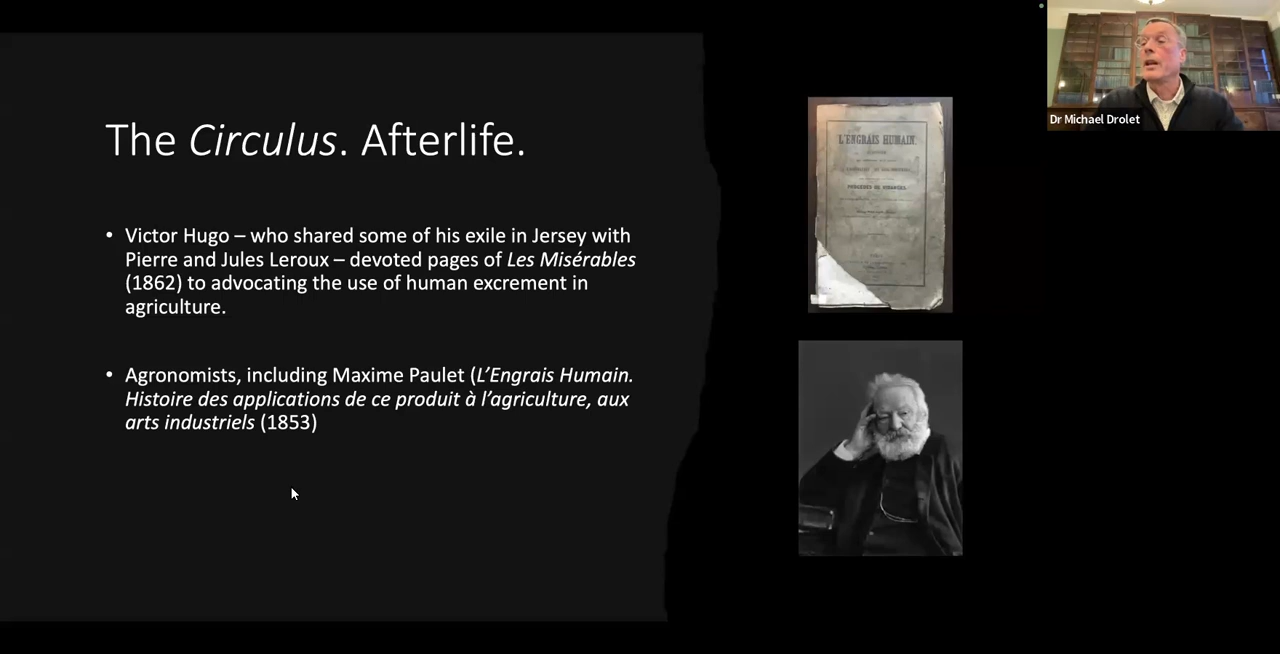 The Circulus. Afterlife.
• Victor Hugo – who shared some of his exile in Jersey with
Pierre and Jules Leroux – devoted pages of Les Misérables
(1862) to advocating the use of human excrement in
agriculture.
• Agronomists, including Maxime Paulet (L’Engrais Humain.
Histoire des applications de ce produit à l’agriculture, aux
arts industriels (1853)
L'ENGRAIS HUMAIN.
Dr Michael Drolet